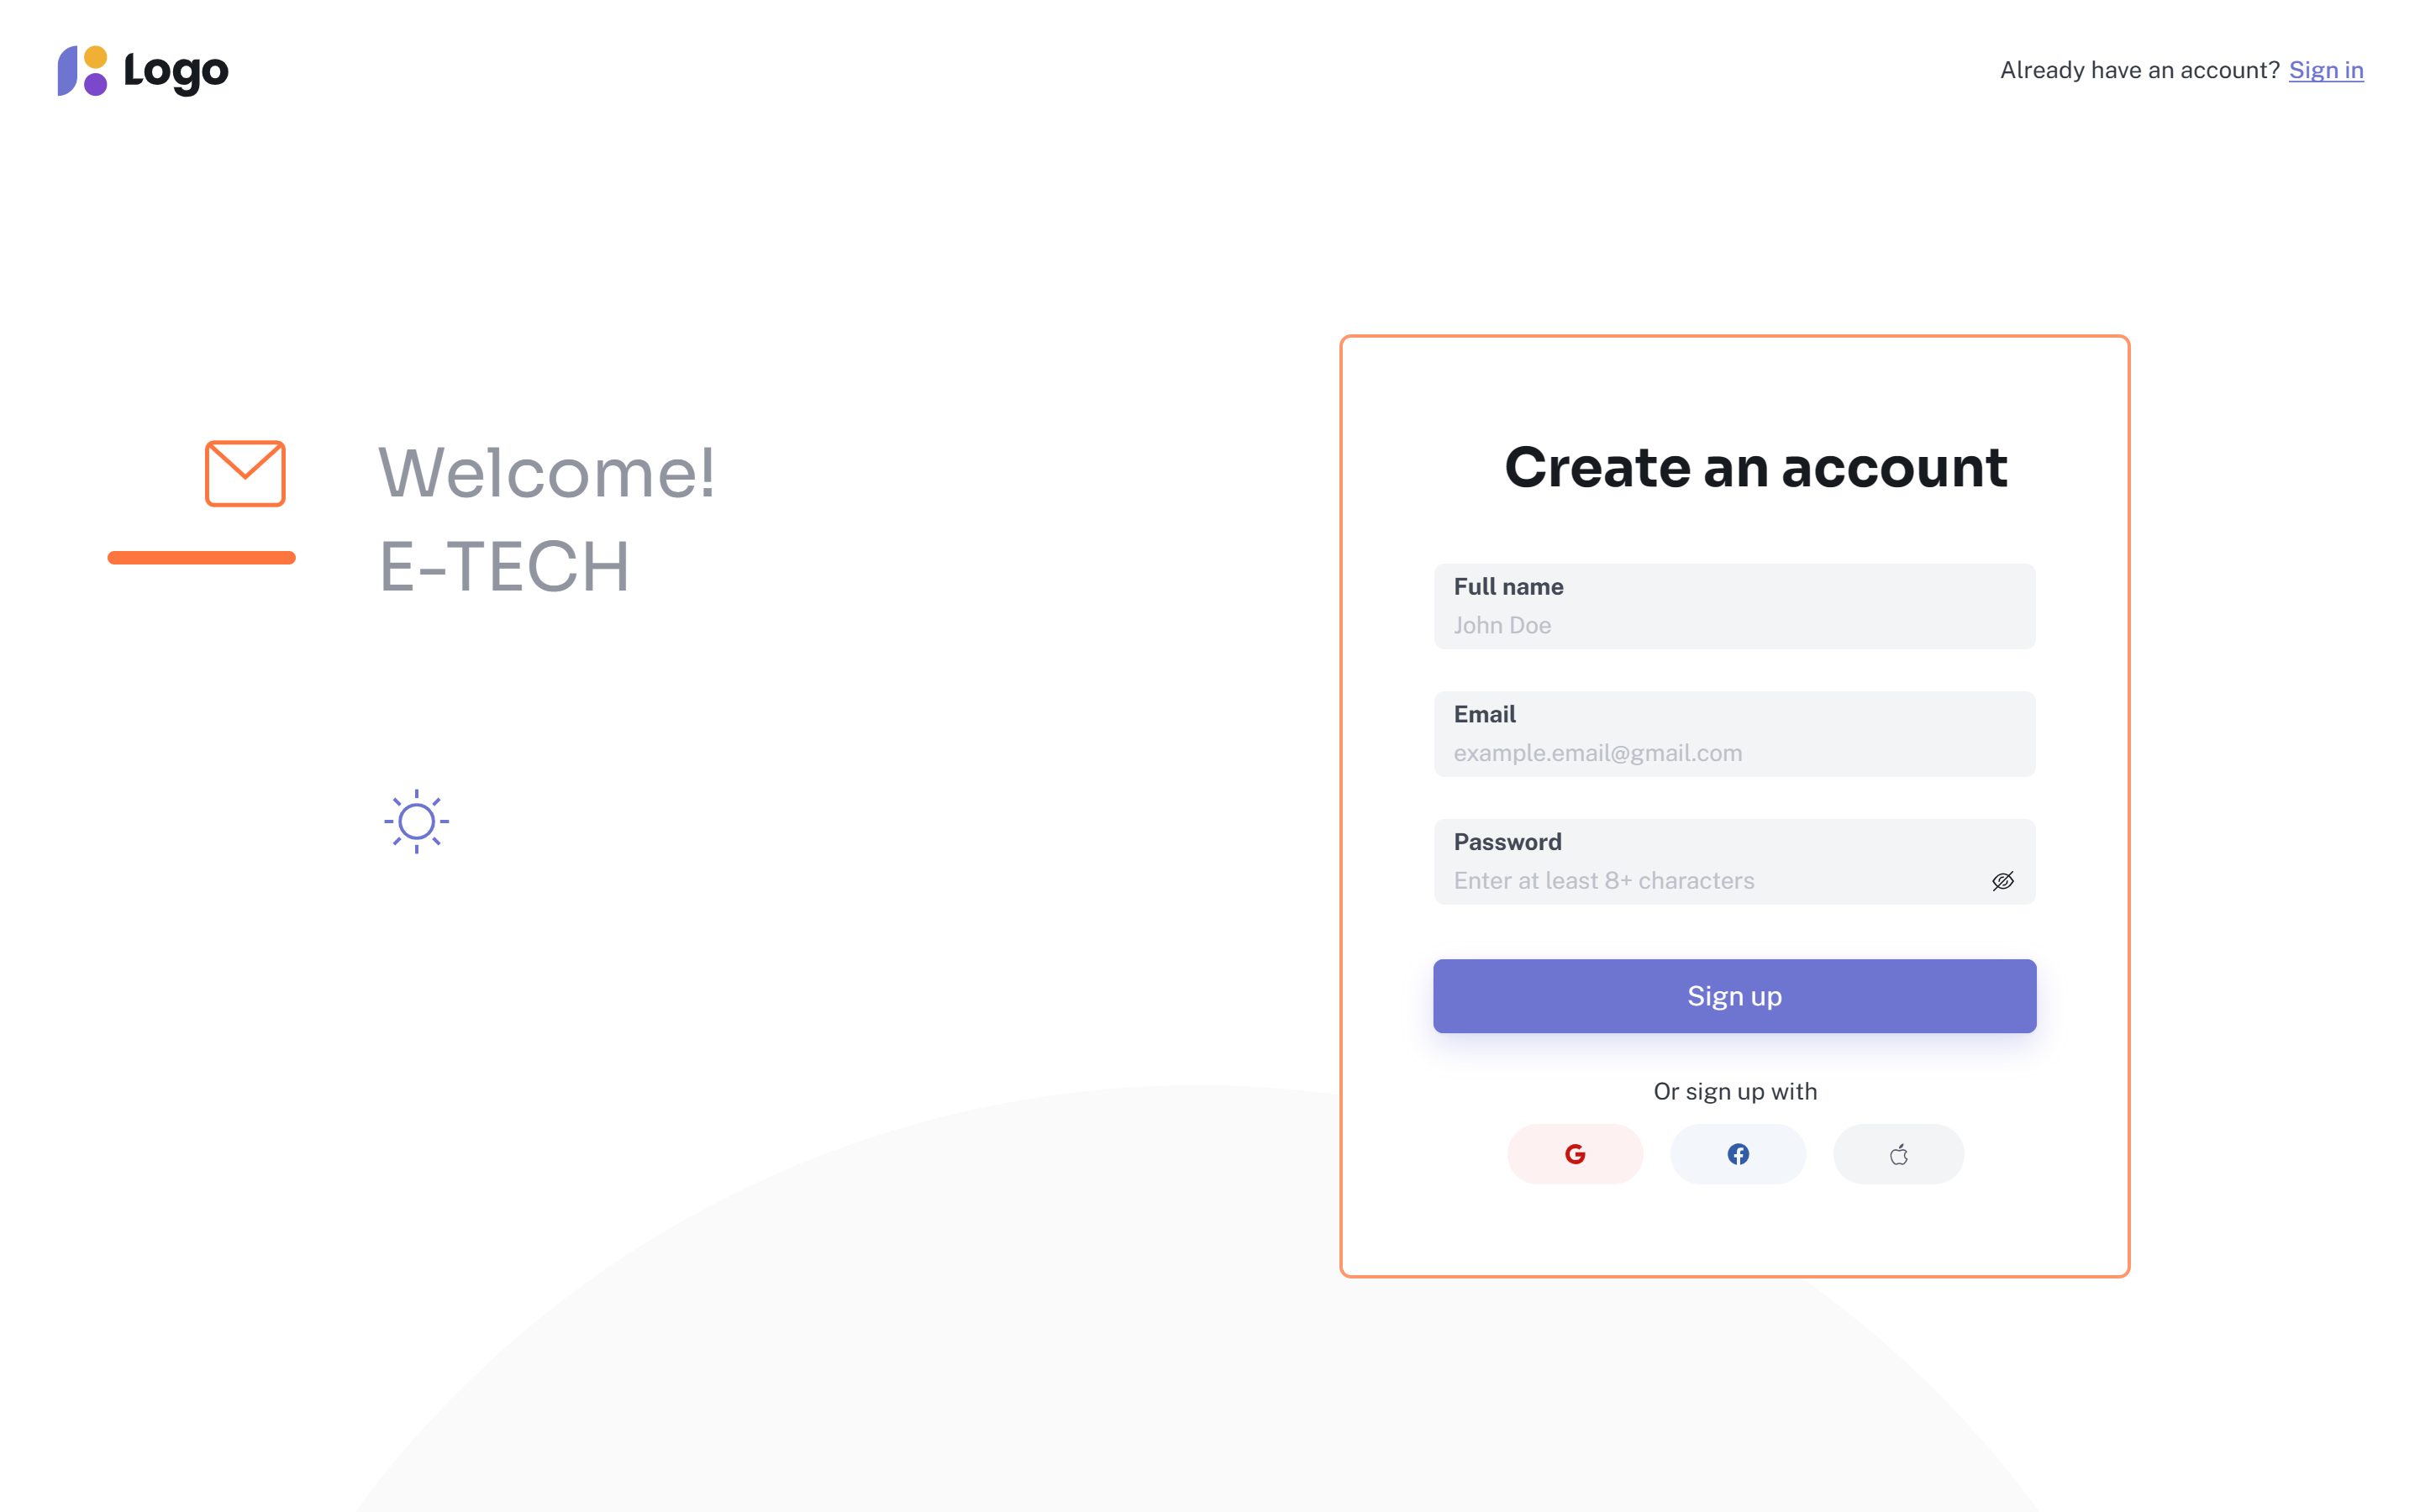 Logo
Already have an account? Sign in
Welcome!
E-TECH
Create an account
Full name
John Doe
Email
example.email@gmail.com
Password
Enter at least 8+ characters
Sign up
Or sign up with